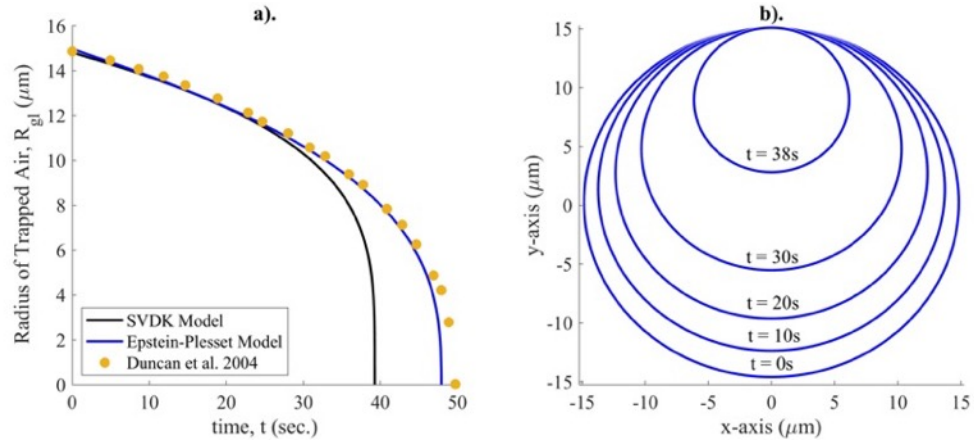 a).
Radius of Trapped Air, R_gl (μm)
16
14
12
10
8
6
4
2
0
SVDK Model
Epstein-Plesset Model
Duncan et al. 2004
0 10 20 30 40 50
time, t (sec.)
b).
y-axis (μm)
15
10
5
0
-5
-10
-15
t = 38s
t = 30s
t = 20s
t = 10s
t = 0s
-15 -10 -5 0 5 10 15
x-axis (μm)